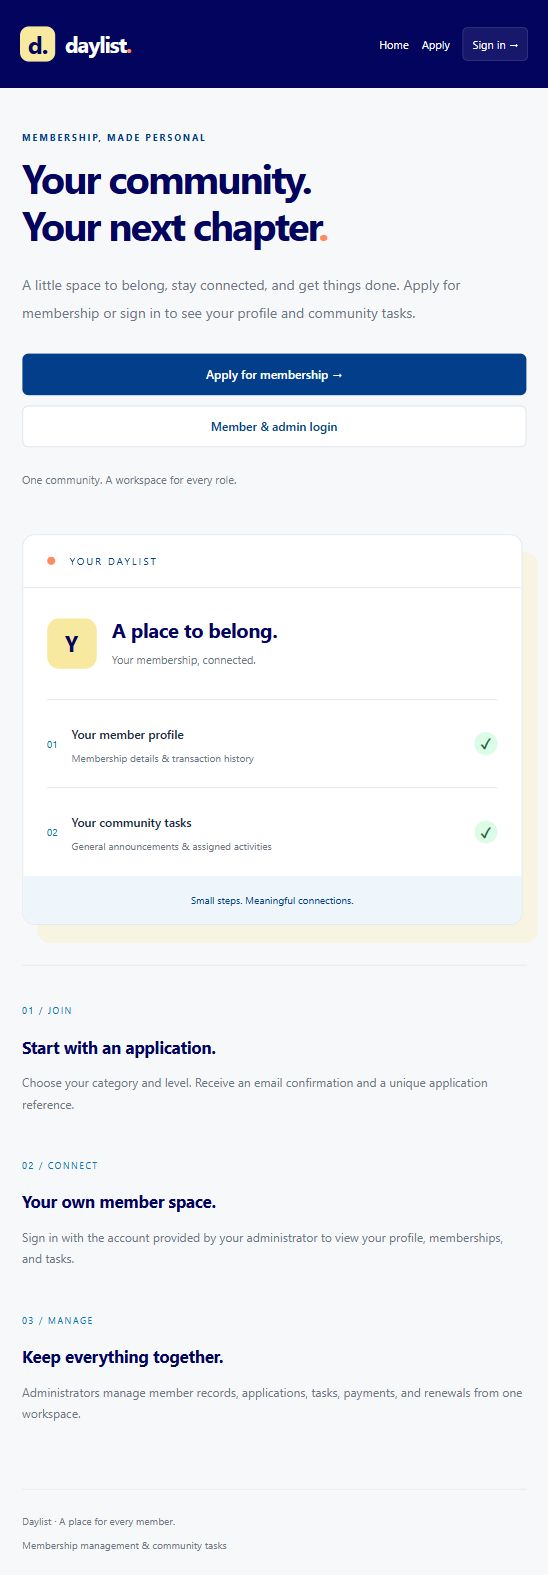 d. daylist.
Home Apply Sign in →
MEMBERSHIP, MADE PERSONAL
Your community.
Your next chapter.
A little space to belong, stay connected, and get things done. Apply for
membership or sign in to see your profile and community tasks.
Apply for membership →
Member & admin login
One community. A workspace for every role.
YOUR DAYLIST
Y
A place to belong.
Your membership, connected.
01
Your member profile
Membership details & transaction history
✓
02
Your community tasks
General announcements & assigned activities
✓
Small steps. Meaningful connections.
01 / JOIN
Start with an application.
Choose your category and level. Receive an email confirmation and a unique application
reference.
02 / CONNECT
Your own member space.
Sign in with the account provided by your administrator to view your profile, memberships,
and tasks.
03 / MANAGE
Keep everything together.
Administrators manage member records, applications, tasks, payments, and renewals from one
workspace.
Daylist · A place for every member.
Membership management & community tasks